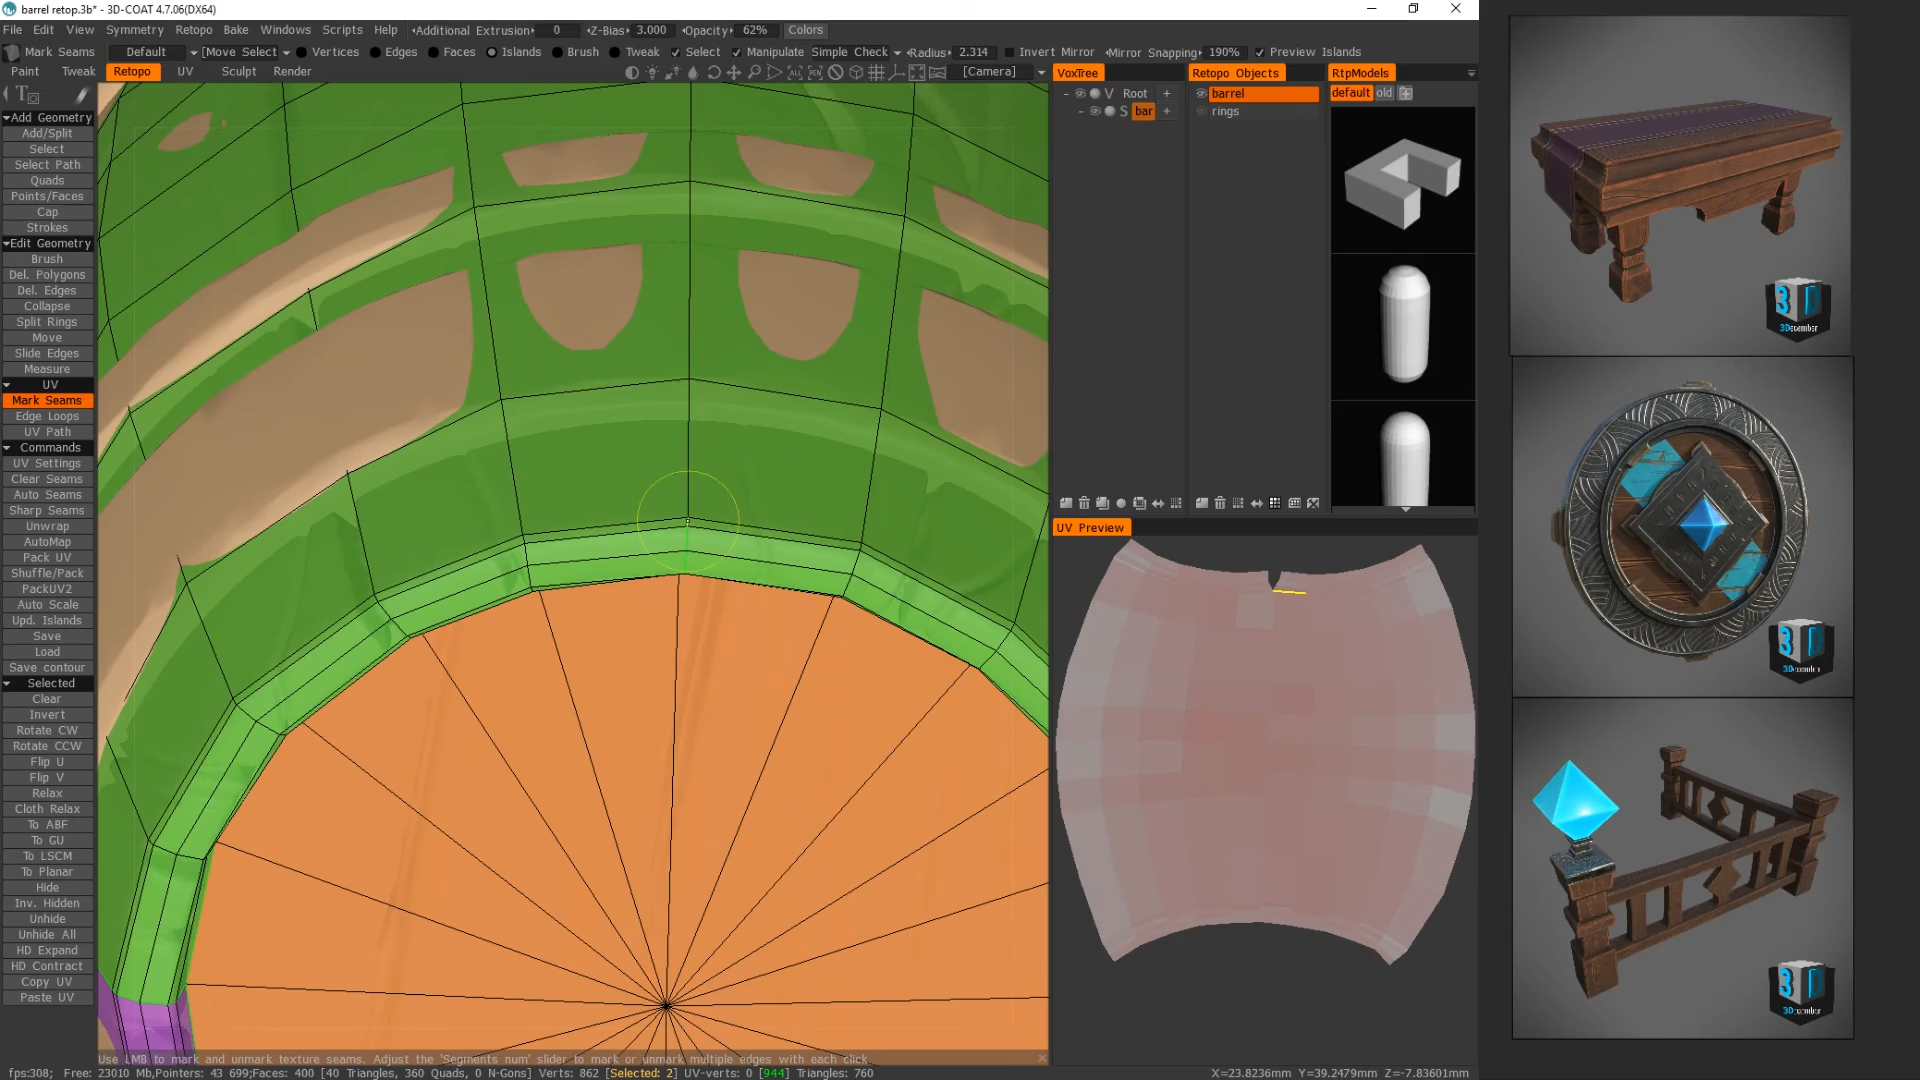 barrel retop.3b* - 3D-COAT 4.7.06(DX64)
File Edit View Symmetry Retopo Bake Windows Scripts Help Additional Extrusion 0 Z-Bias 3.000 Opacity 62% Colors
Mark Seams Default [Move Select Vertices Edges Faces Islands Brush Tweak Select Manipulate Simple Check Radius 2.314 Invert Mirror Mirror Snapping 190% Preview Islands
Paint Tweak Retopo UV Sculpt Render [Camera] VoxTree Retopo Objects RtpModels
V Root + barrel default old
S bar + rings
Add Geometry
Add/Split
Select
Select Path
Quads
Points/Faces
Cap
Strokes
Edit Geometry
Brush
Del. Polygons
Del. Edges
Collapse
Split Rings
Move
Slide Edges
Measure
UV
Mark Seams
Edge Loops
UV Path
Commands
UV Settings
Clear Seams
Auto Seams
Sharp Seams
Unwrap
AutoMap
Pack UV
Shuffle/Pack
PackUV2
Auto Scale
Upd. Islands
Save
Load
Save contour
Selected
Clear
Invert
Rotate CW
Rotate CCW
Flip U
Flip V
Relax
Cloth Relax
To ABF
To GU
To LSCM
To Planar
Hide
Inv. Hidden
Unhide
Unhide All
HD Expand
HD Contract
Copy UV
Paste UV
UV Preview
3D
3December
3D
3December
3D
3December
Use LMB to mark and unmark texture seams. Adjust the 'Segments num' slider to mark or unmark multiple edges with each click
fps:308; Free: 23010 Mb,Pointers: 43 699;Faces: 400 [40 Triangles, 360 Quads, 0 N-Gons] Verts: 862 [Selected: 2] UV-verts: 0 [944] Triangles: 760 X=23.8236mm Y=39.2479mm Z=-7.83601mm